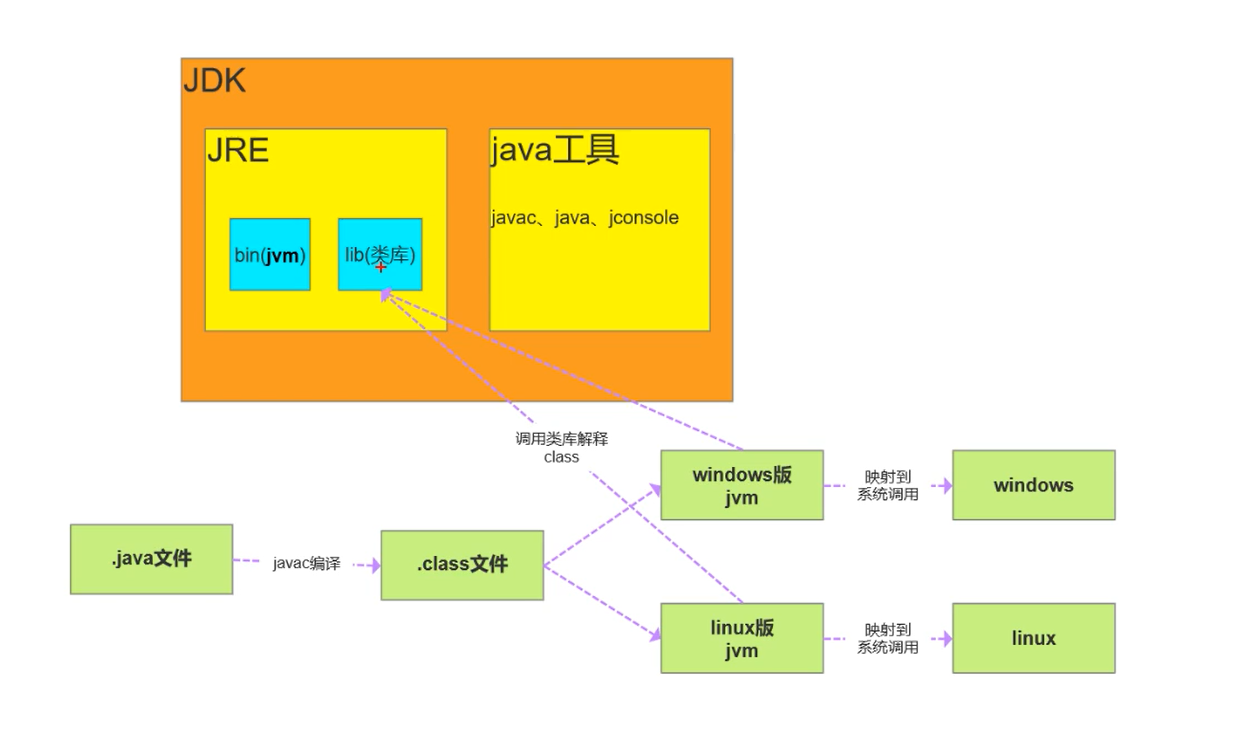 JDK
JRE
java工具
bin(jvm)
lib(类库)
javac、java、jconsole
调用类库解释
class
windows版
jvm
映射到
系统调用
windows
.java文件
javac编译
.class文件
linux版
jvm
映射到
系统调用
linux